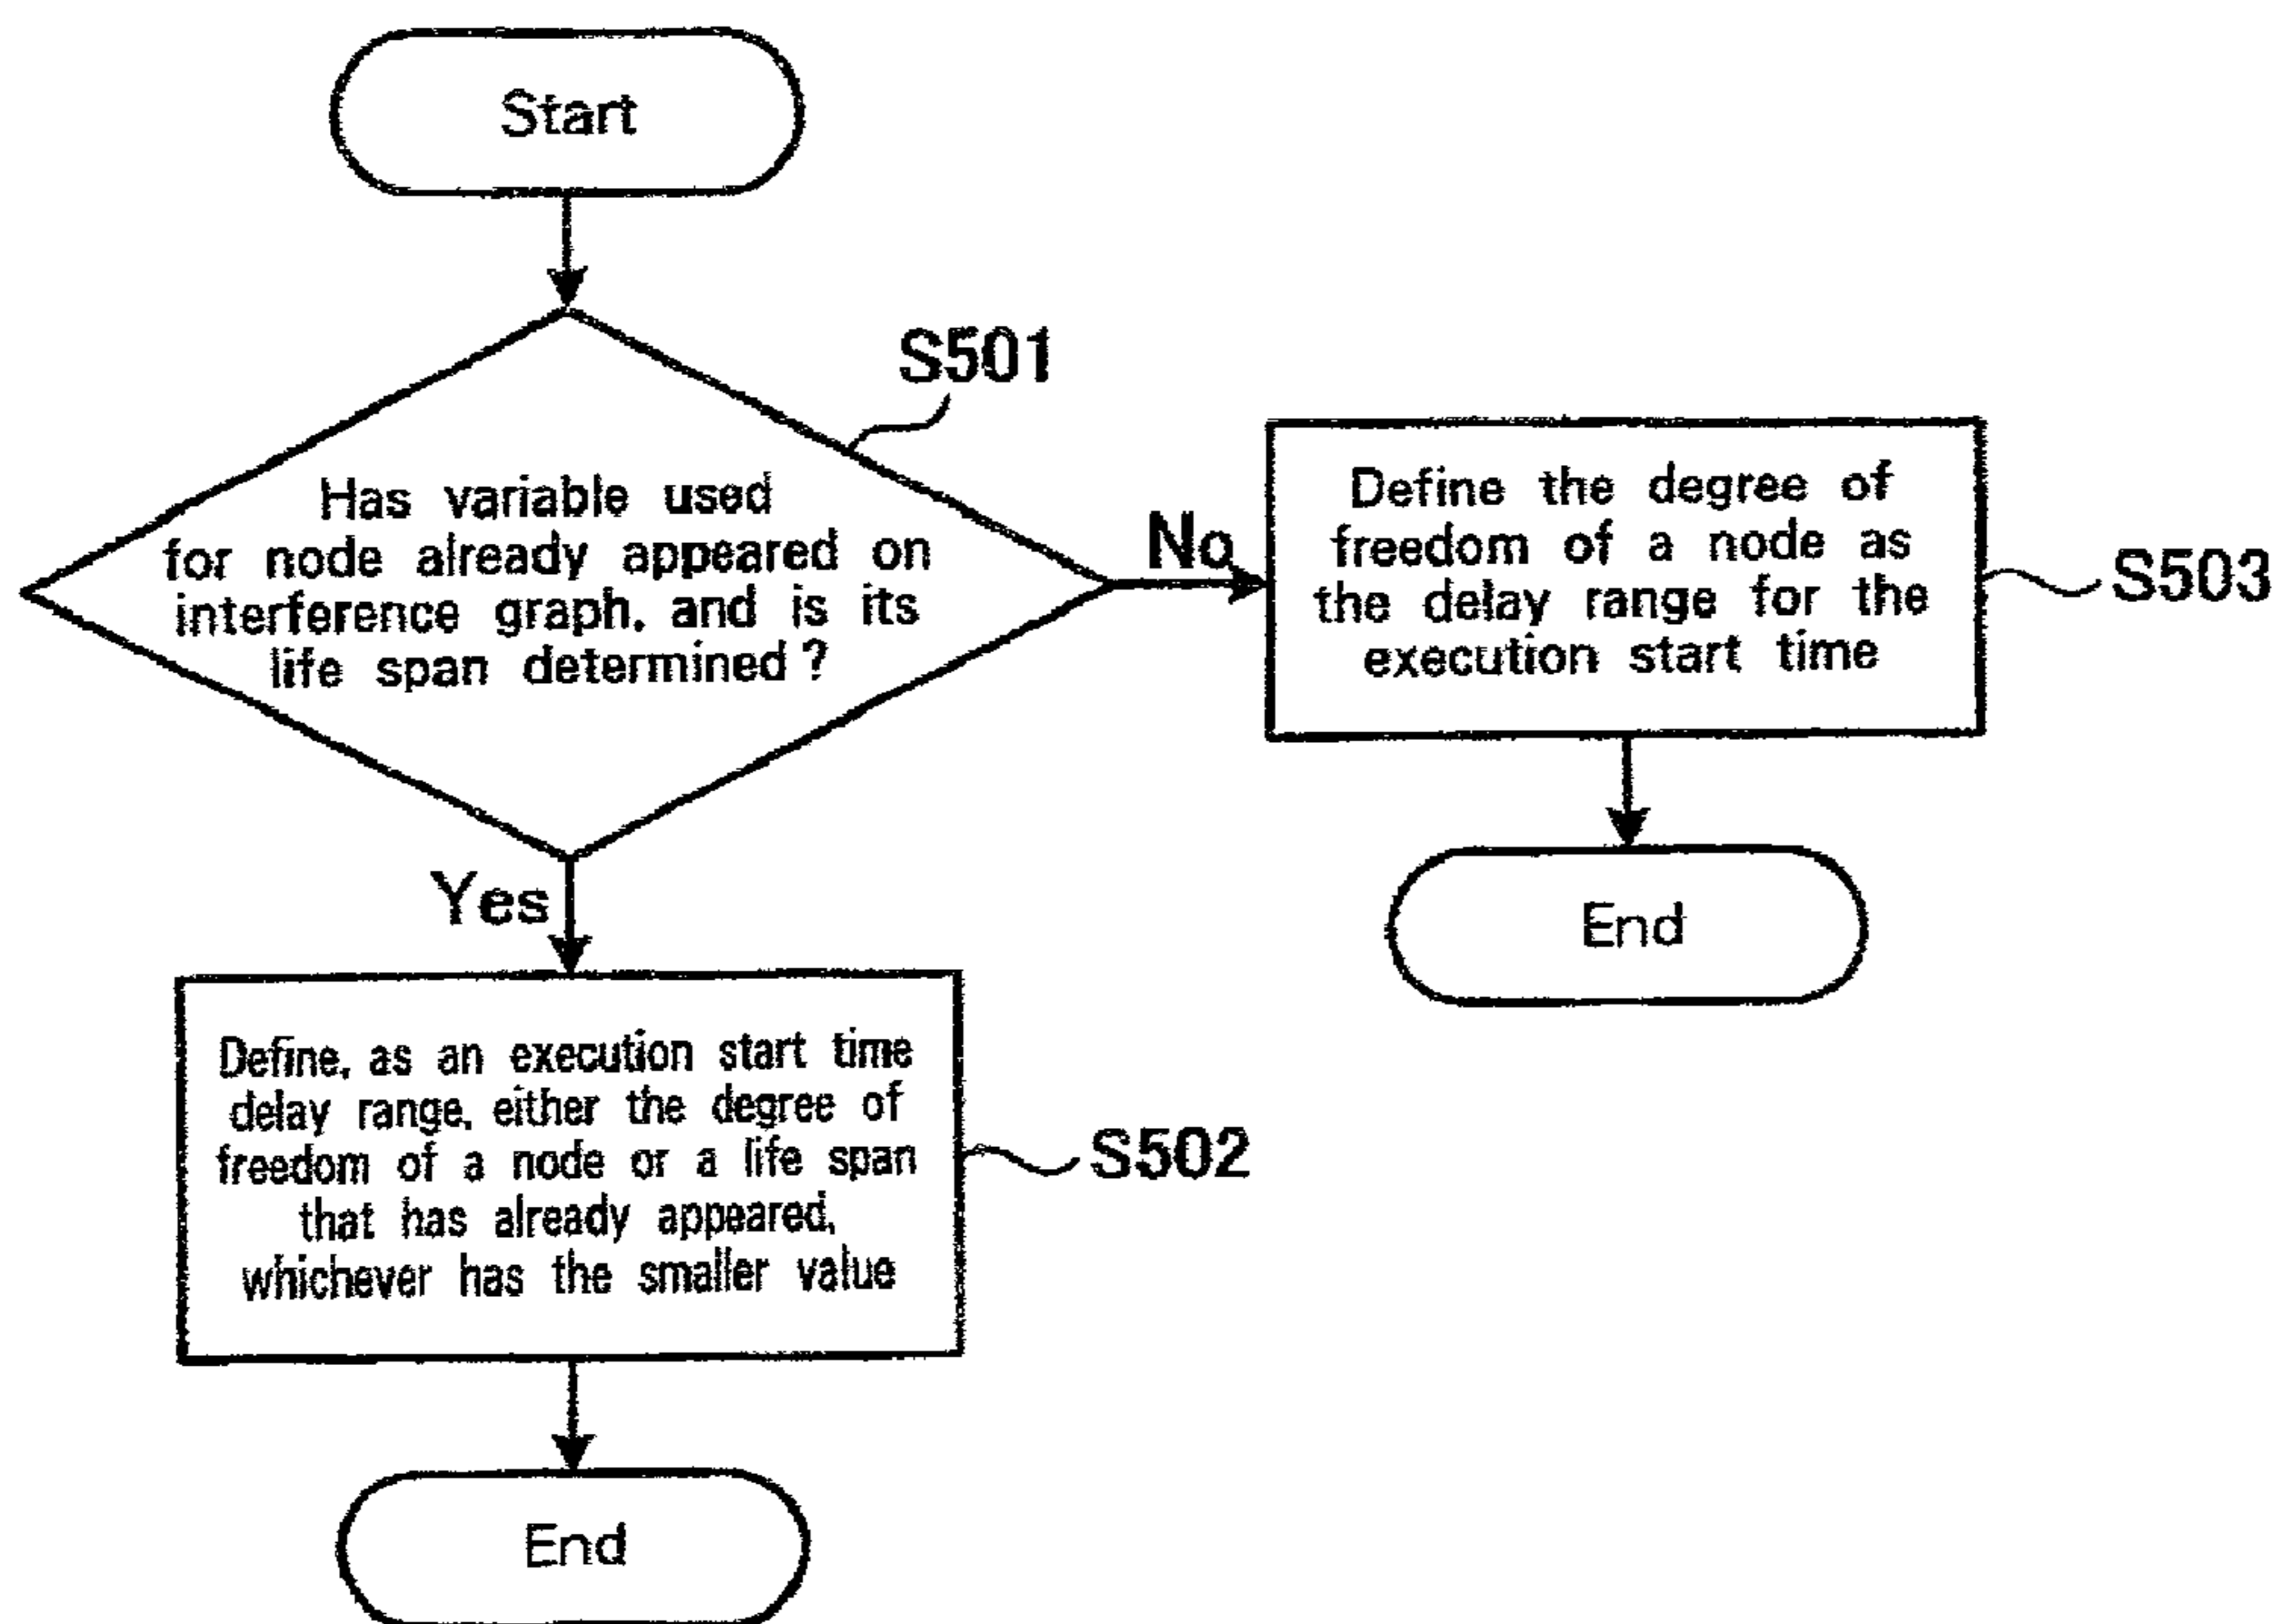 Start
S501
Has variable used
for node already appeared on
interference graph, and is its
life span determined ?
No
Define the degree of
freedom of a node as
the delay range for the
execution start time
S503
End
Yes
Define, as an execution start time
delay range, either the degree of
freedom of a node or a life span
that has already appeared,
whichever has the smaller value
S502
End